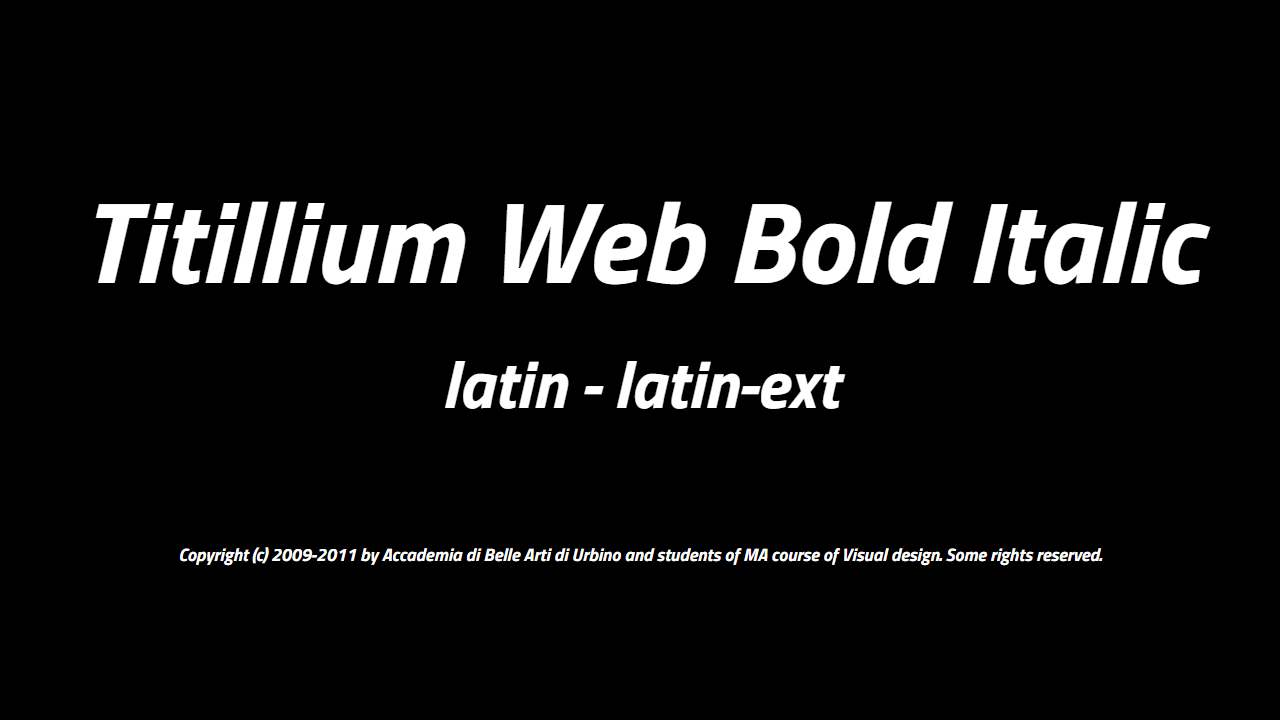 Titillium Web Bold Italic
latin - latin-ext
Copyright (c) 2009-2011 by Accademia di Belle Arti di Urbino and students of MA course of Visual design. Some rights reserved.